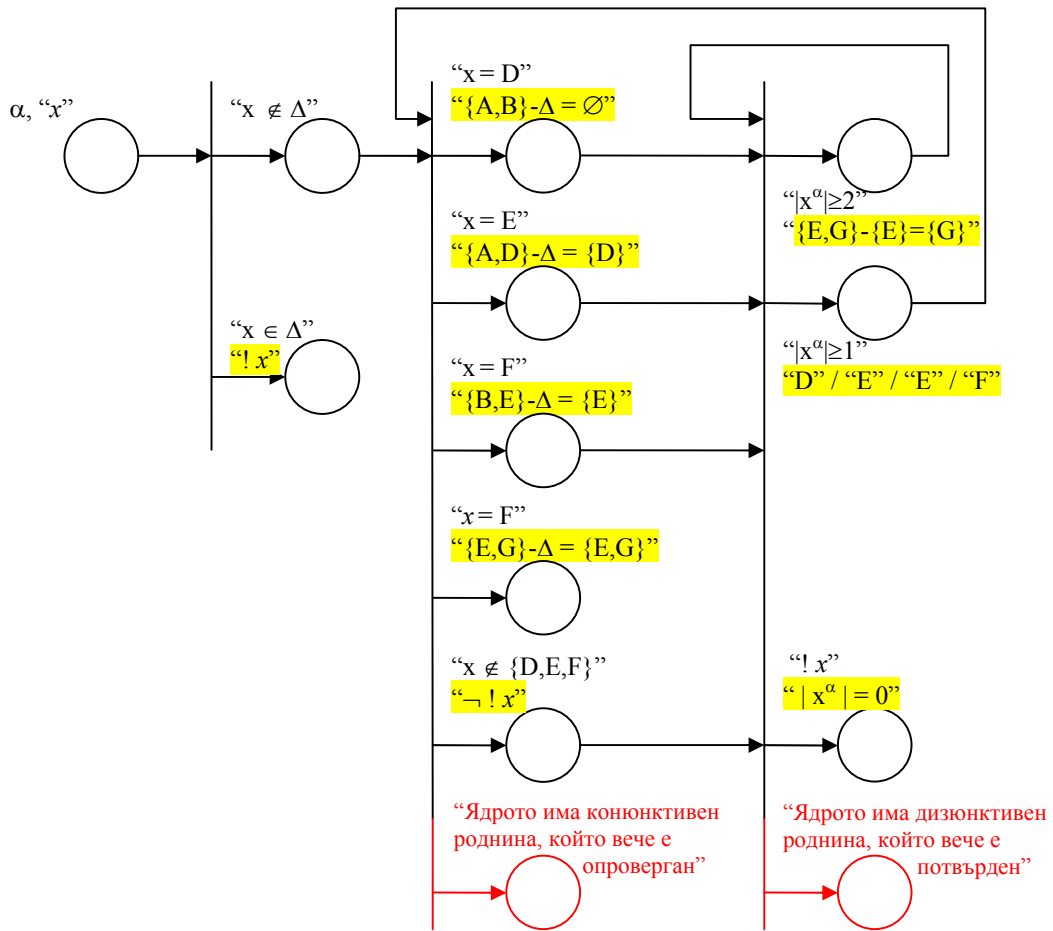 α, “x”
“x ∉ Δ”
“x ∈ Δ”
“! x”
“x = D”
“{A,B}-Δ = ∅”
“x = E”
“{A,D}-Δ = {D}”
“x = F”
“{B,E}-Δ = {E}”
“x = F”
“{E,G}-Δ = {E,G}”
“x ∉ {D,E,F}”
“¬ ! x”
“Ядрото има конюнктивен
роднина, който вече е
опроверган”
“|x^α|≥2”
“{E,G}-{E}={G}”
“|x^α|≥1”
“D” / “E” / “E” / “F”
“! x”
“ | x^α | = 0”
“Ядрото има дизюнктивен
роднина, който вече е
потвърден”